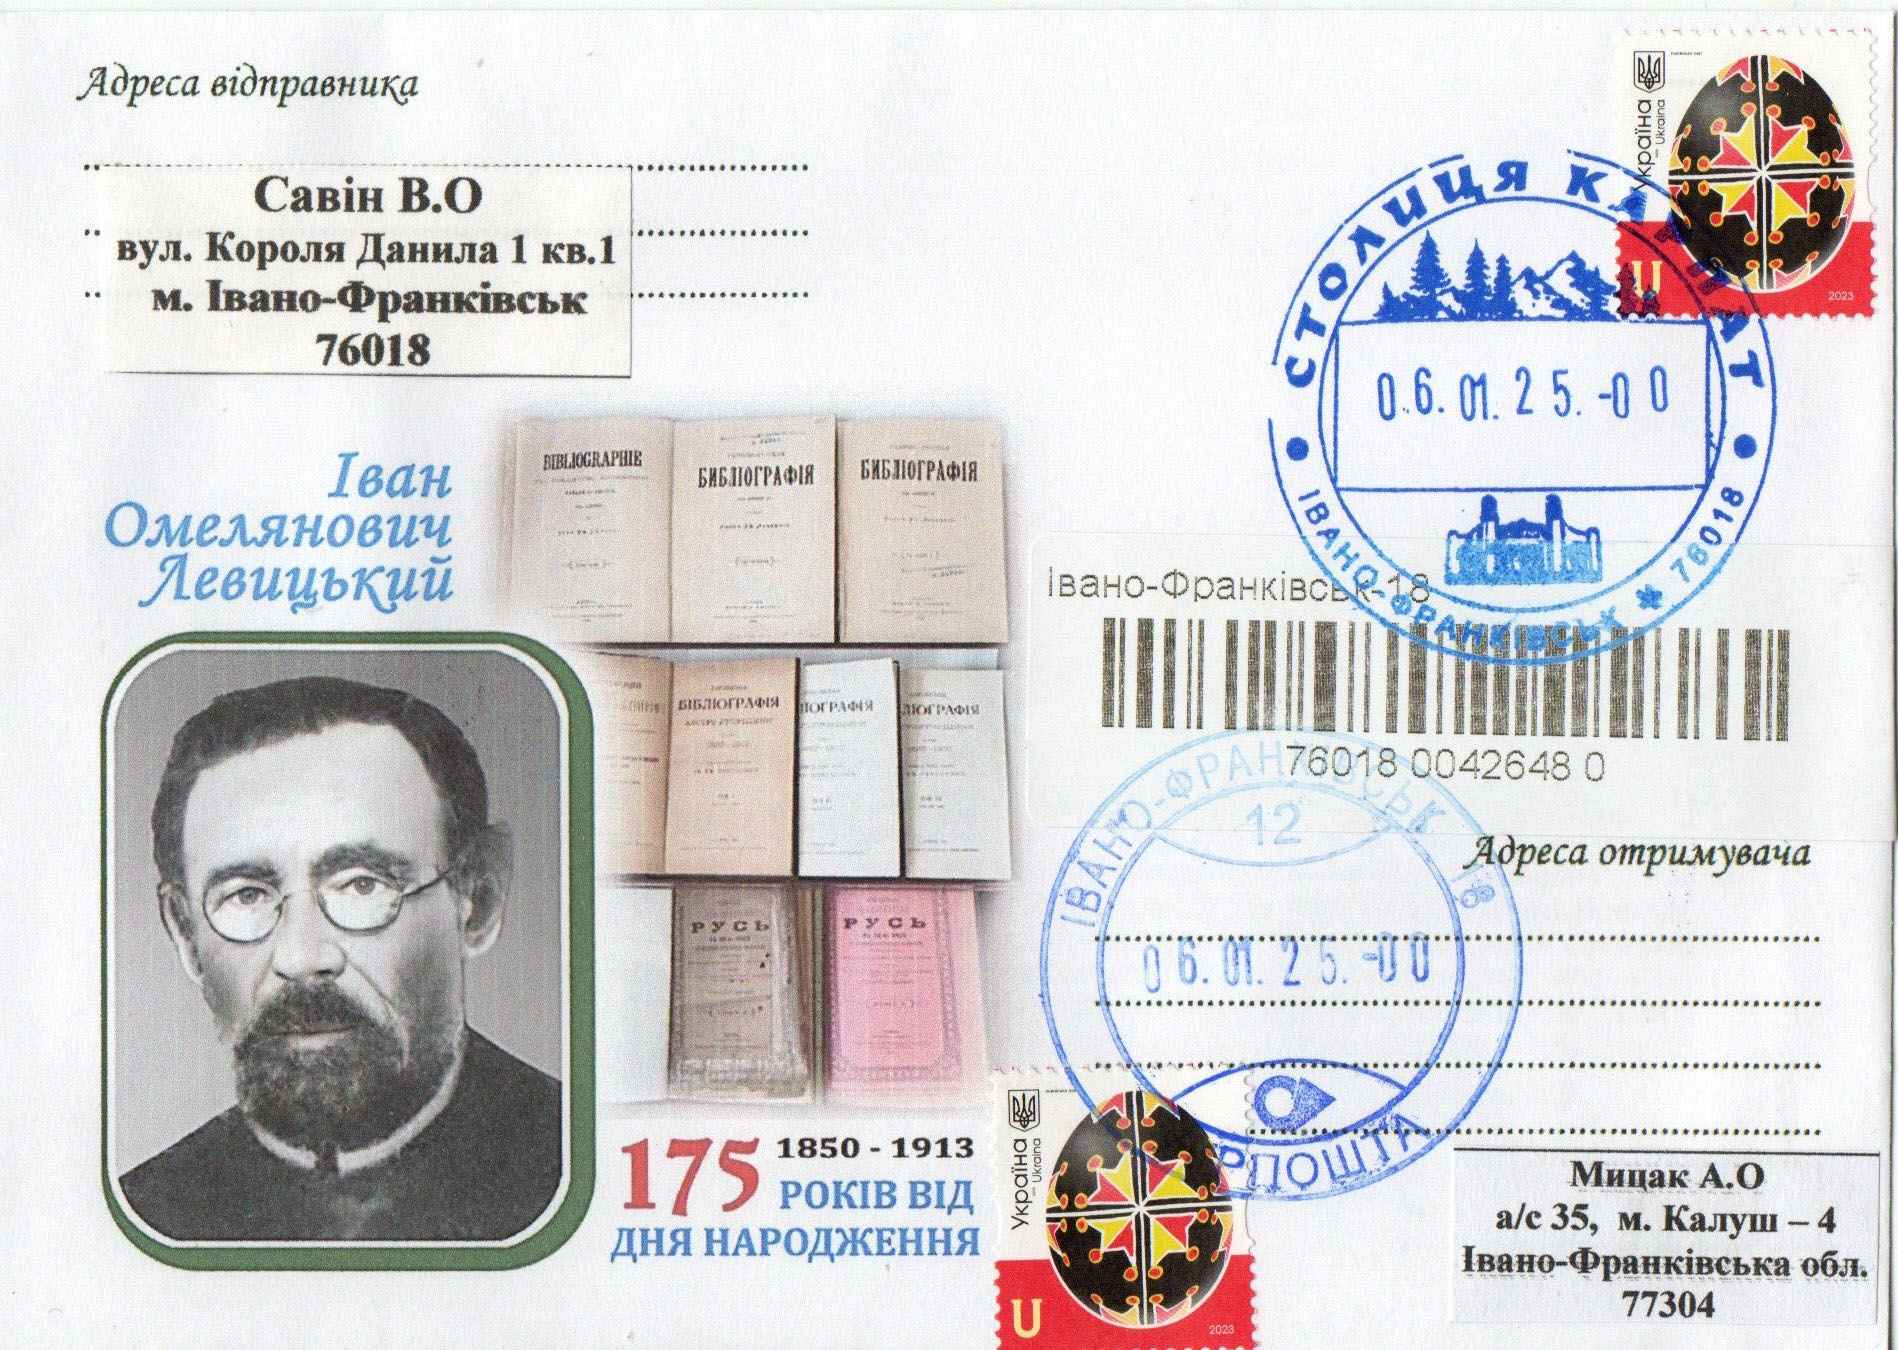 Адреса відправника
Савін В.О
вул. Короля Данила 1 кв.1
м. Івано-Франківськ
76018
Україна
Ukraina
U
2023
СТОЛИЦЯ КАРПАТ
06.01.25.-00
ІВАНО-ФРАНКІВСЬК * 76018
Іван
Омелянович
Левицький
BIBLIOGRAPHIE
БИБЛІОГРАФІЯ
БИБЛІОГРАФІЯ
БІБЛІОГРАФІЯ
ЛІОГРАФІЯ
ЛІОГРАФІЯ
РУСЬ
РУСЬ
Івано-Франківськ-18
76018 0042648 0
ІВАНО-ФРАНКІВСЬК 18
12
06.01.25.-00
УКРПОШТА
Адреса отримувача
175
1850 - 1913
РОКІВ ВІД
ДНЯ НАРОДЖЕННЯ
Україна
Ukraina
U
2023
Мицак А.О
а/с 35, м. Калуш – 4
Івано-Франківська обл.
77304